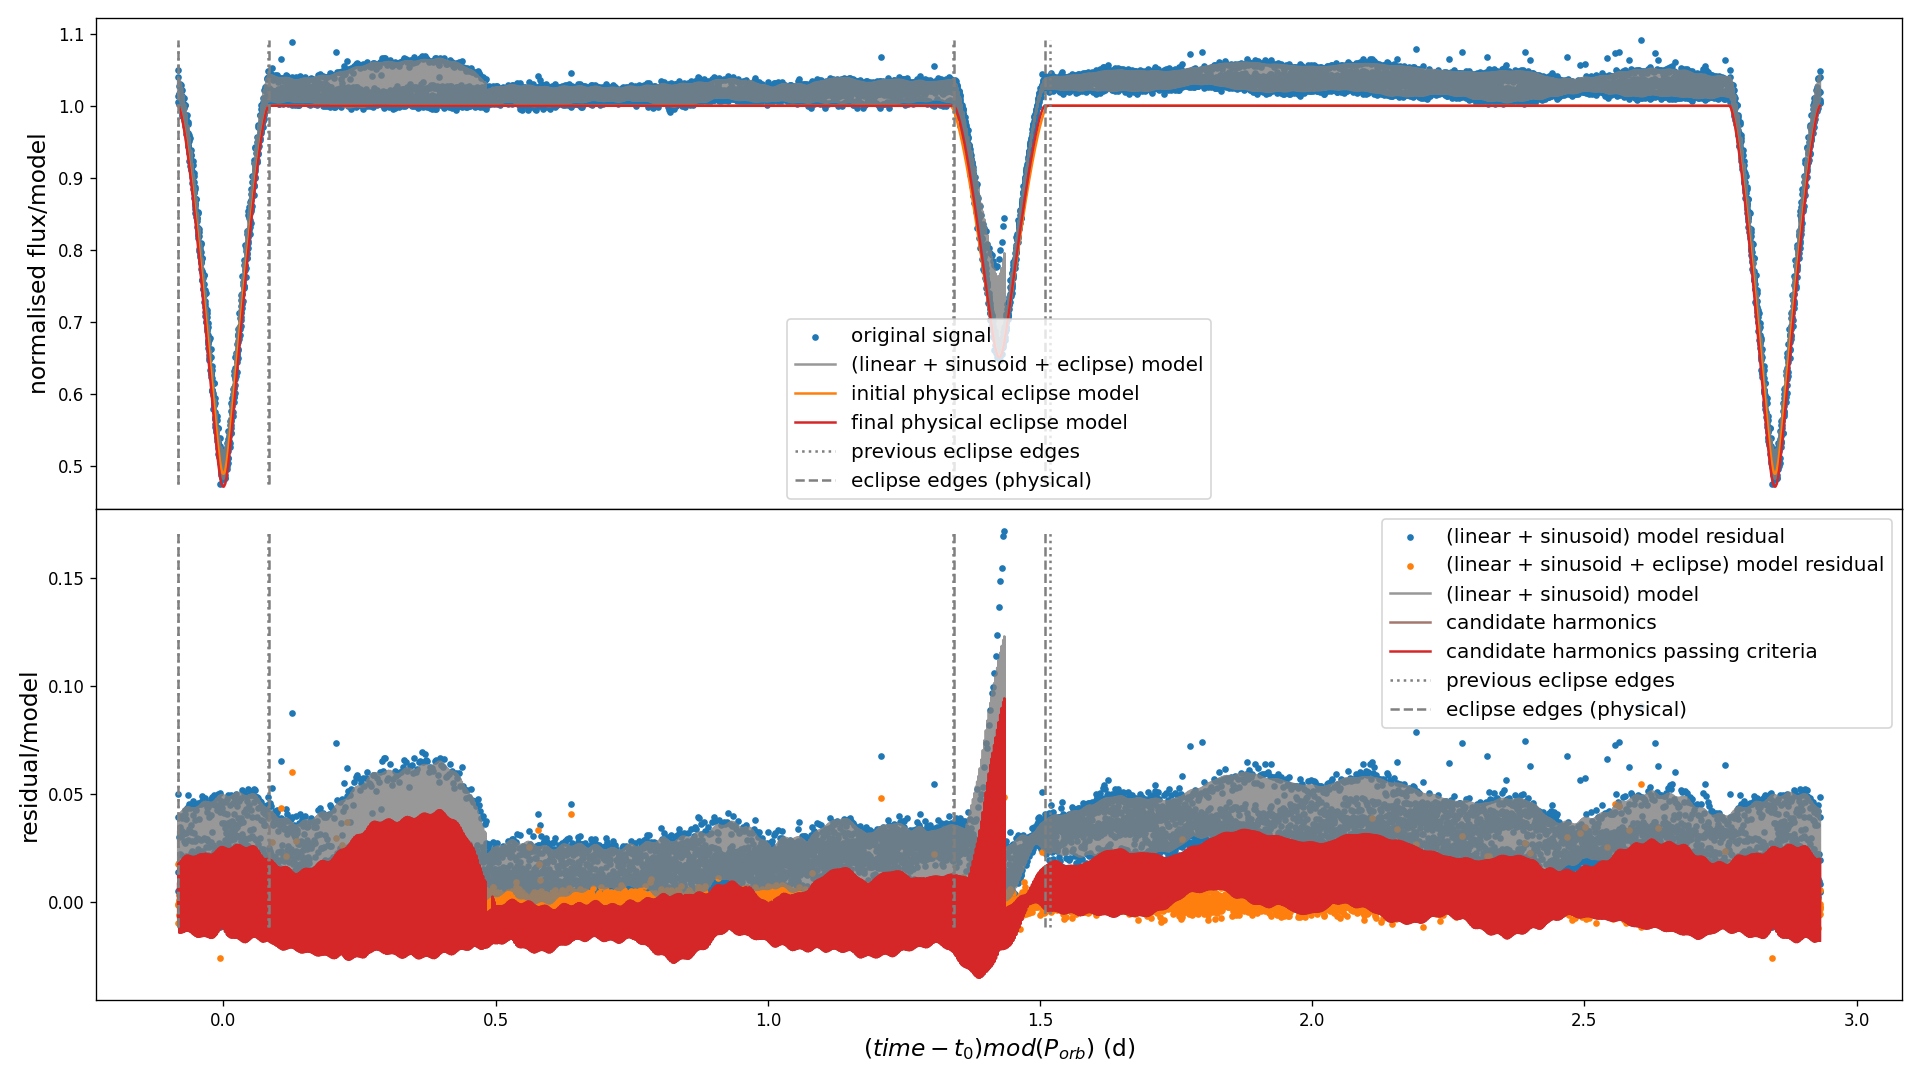 1.1
1.0
0.9
0.8
0.7
0.6
0.5
normalised flux/model
original signal
(linear + sinusoid + eclipse) model
initial physical eclipse model
final physical eclipse model
previous eclipse edges
eclipse edges (physical)
0.15
0.10
0.05
0.00
residual/model
(linear + sinusoid) model residual
(linear + sinusoid + eclipse) model residual
(linear + sinusoid) model
candidate harmonics
candidate harmonics passing criteria
previous eclipse edges
eclipse edges (physical)
0.0 0.5 1.0 1.5 2.0 2.5 3.0
(time − t₀)mod(Pₒᵣb) (d)